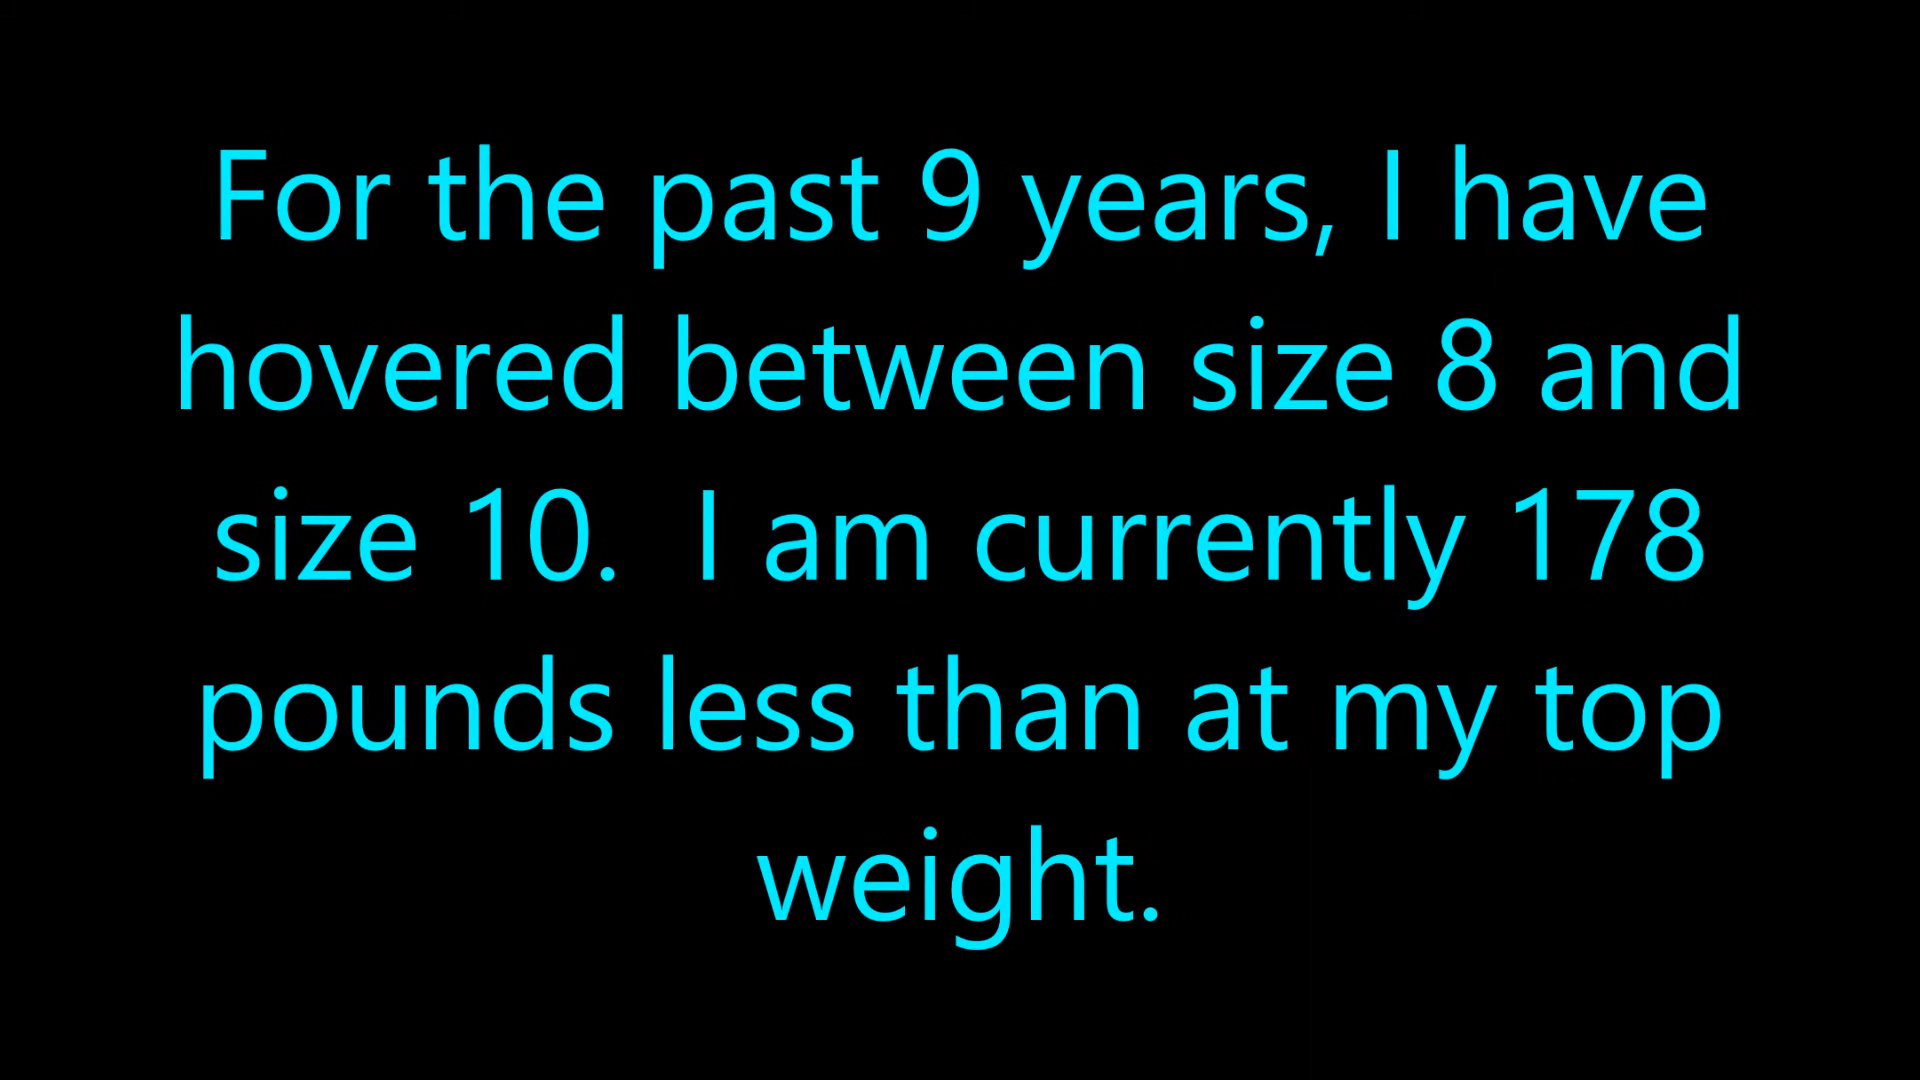 For the past 9 years, I have
hovered between size 8 and
size 10.  I am currently 178
pounds less than at my top
weight.